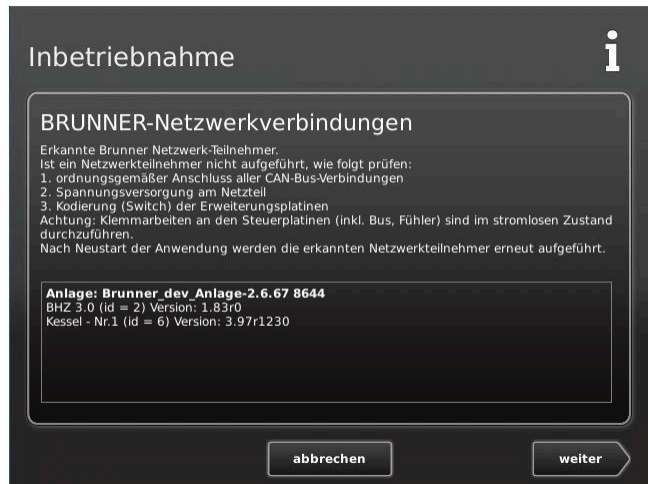 Inbetriebnahme
BRUNNER-Netzwerkverbindungen
Erkannte Brunner Netzwerk-Teilnehmer.
Ist ein Netzwerkteilnehmer nicht aufgeführt, wie folgt prüfen:
1. ordnungsgemäßer Anschluss aller CAN-Bus-Verbindungen
2. Spannungsversorgung am Netzteil
3. Kodierung (Switch) der Erweiterungsplatinen
Achtung: Klemmarbeiten an den Steuerplatinen (inkl. Bus, Fühler) sind im stromlosen Zustand
durchzuführen.
Nach Neustart der Anwendung werden die erkannten Netzwerkteilnehmer erneut aufgeführt.
Anlage: Brunner_dev_Anlage-2.6.67 8644
BHZ 3.0 (id = 2) Version: 1.83r0
Kessel - Nr.1 (id = 6) Version: 3.97r1230
abbrechen
weiter